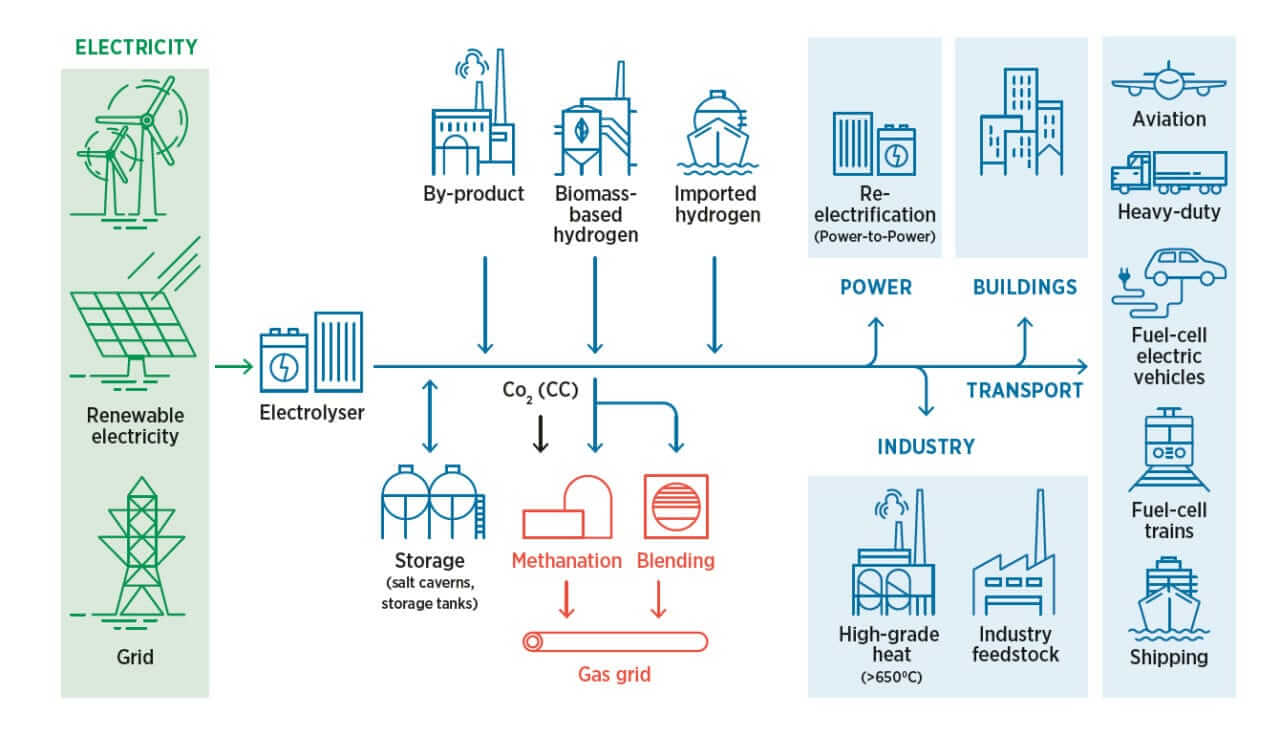 ELECTRICITY
Renewable
electricity
Grid
Electrolyser
By-product
Biomass-
based
hydrogen
Imported
hydrogen
Co₂ (CC)
Storage
(salt caverns,
storage tanks)
Methanation
Blending
Gas grid
Re-
electrification
(Power-to-Power)
POWER
BUILDINGS
TRANSPORT
INDUSTRY
High-grade
heat
(>650⁰C)
Industry
feedstock
Aviation
Heavy-duty
Fuel-cell
electric
vehicles
Fuel-cell
trains
Shipping